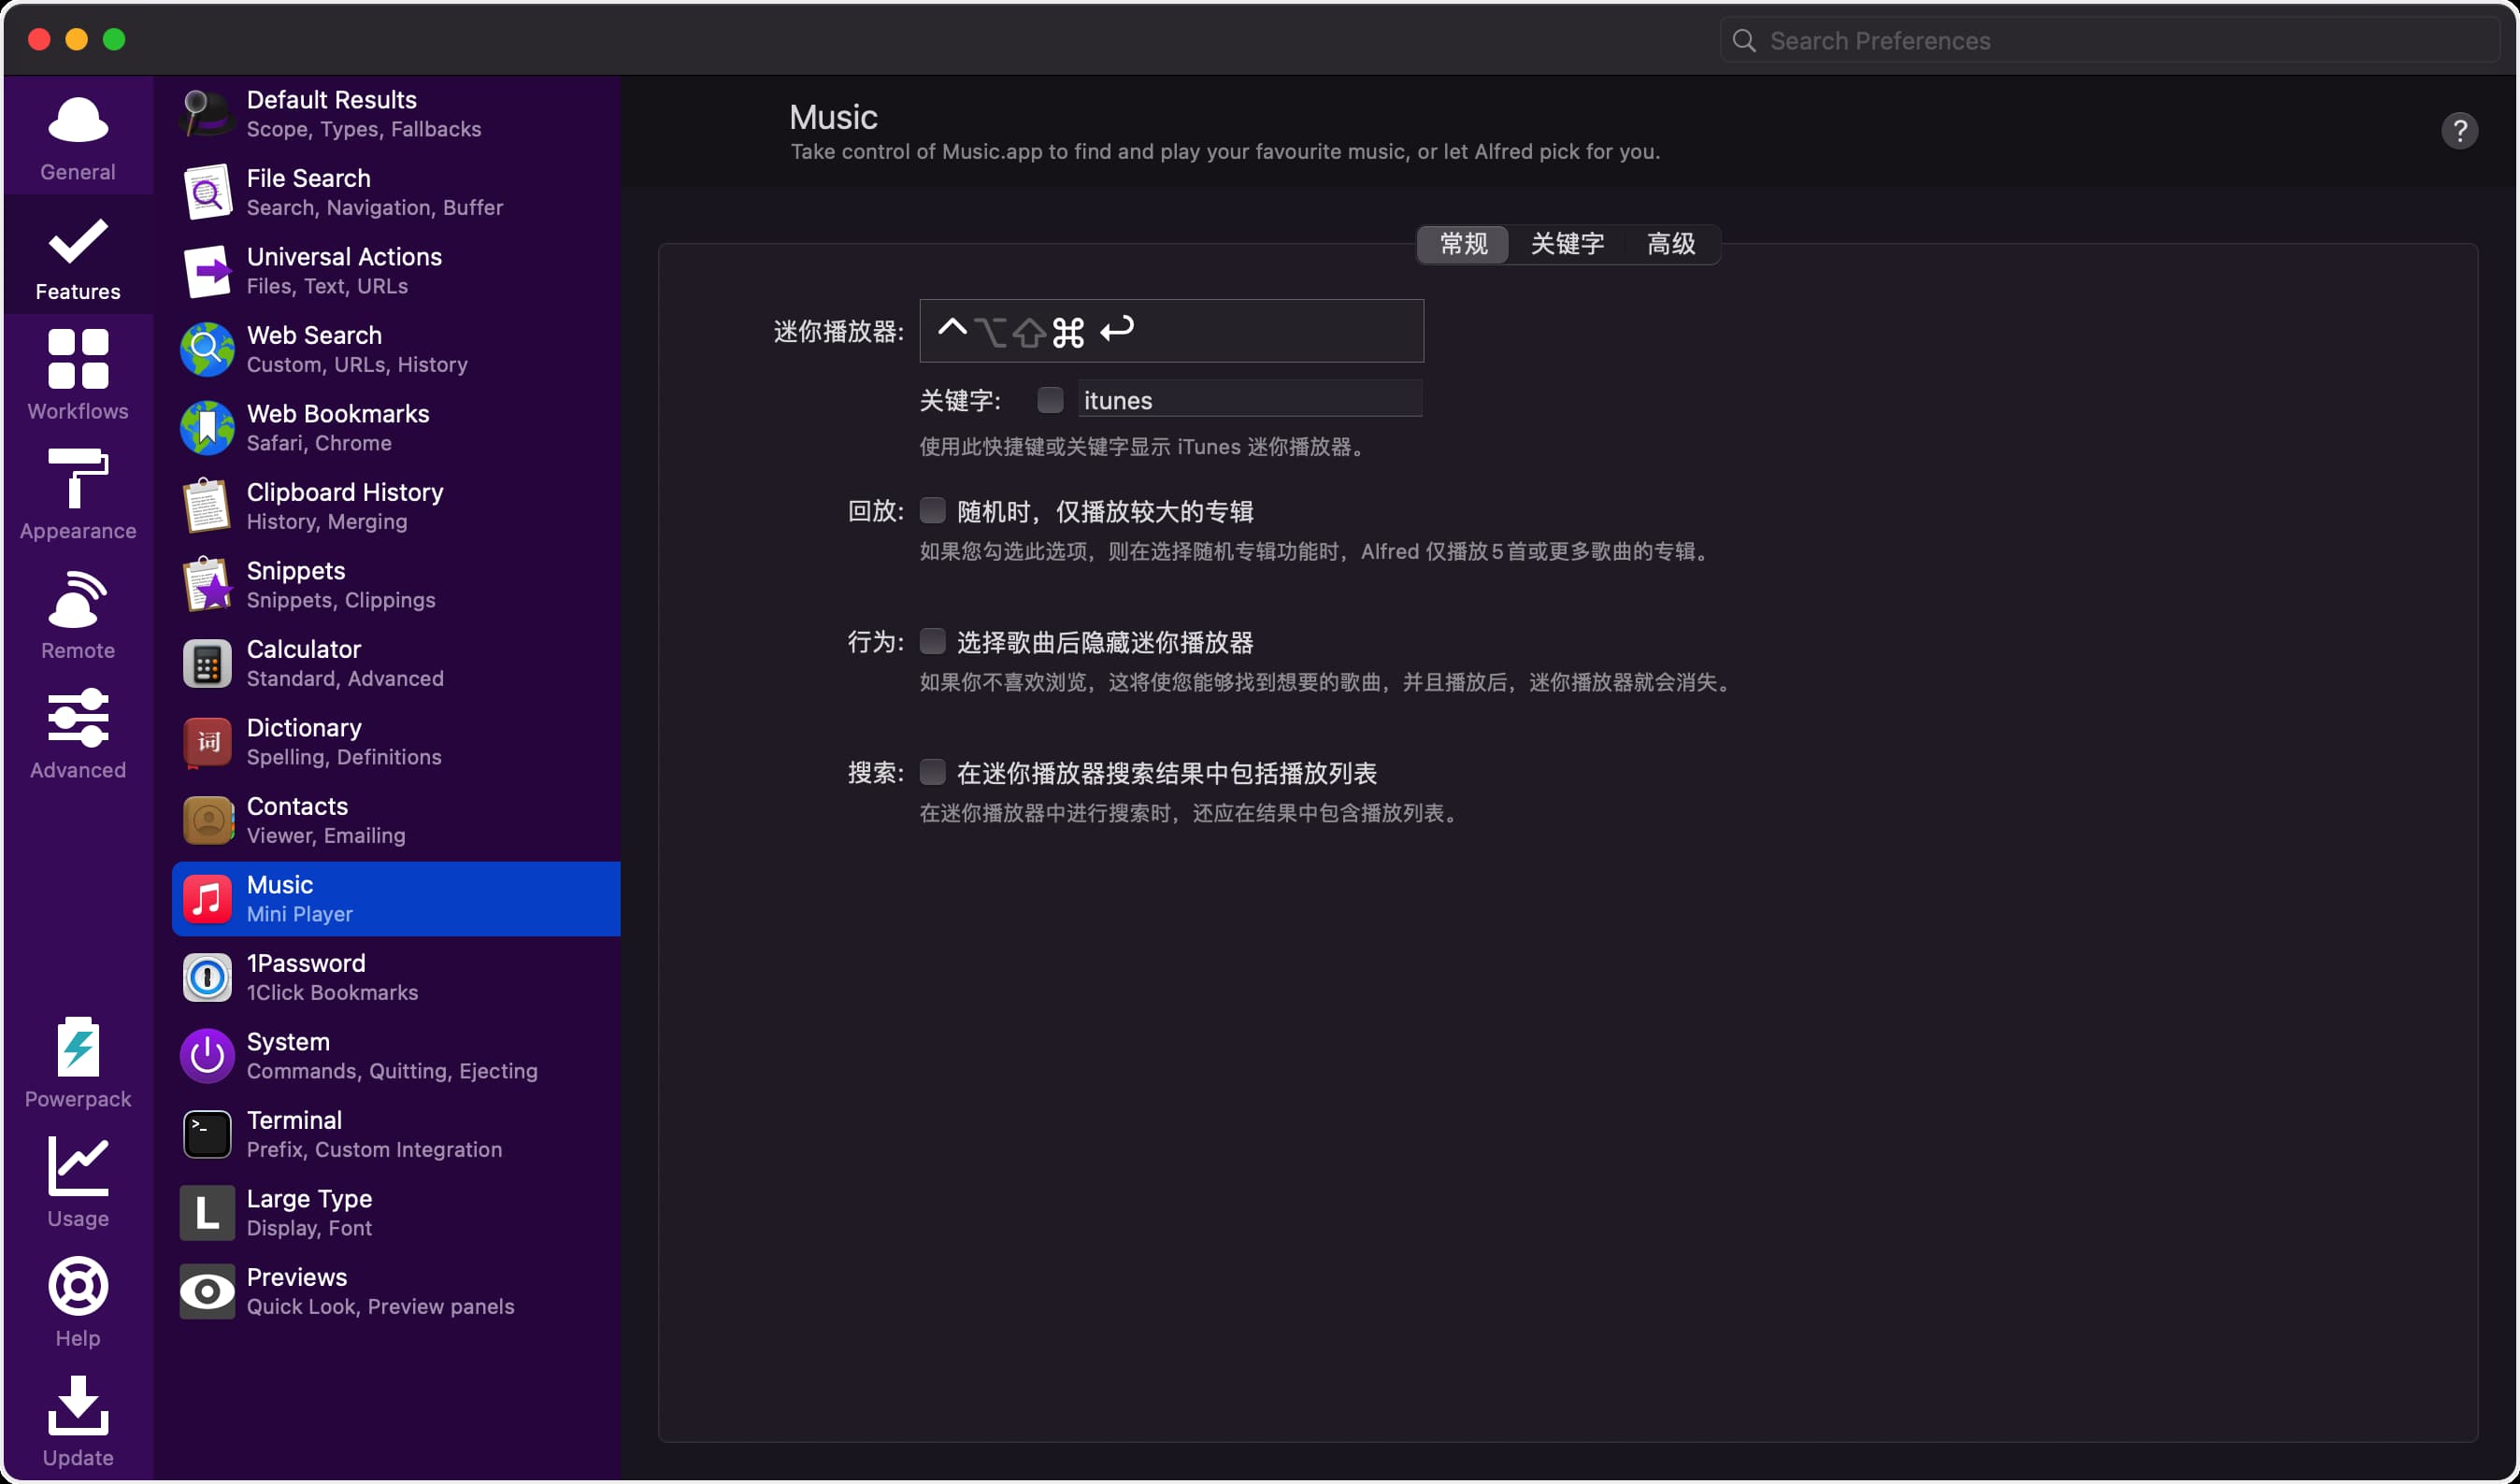 Search Preferences
General
Features
Workflows
Appearance
Remote
Advanced
Powerpack
Usage
Help
Update
Default Results
Scope, Types, Fallbacks
File Search
Search, Navigation, Buffer
Universal Actions
Files, Text, URLs
Web Search
Custom, URLs, History
Web Bookmarks
Safari, Chrome
Clipboard History
History, Merging
Snippets
Snippets, Clippings
Calculator
Standard, Advanced
词
Dictionary
Spelling, Definitions
Contacts
Viewer, Emailing
Music
Mini Player
1Password
1Click Bookmarks
System
Commands, Quitting, Ejecting
>_
Terminal
Prefix, Custom Integration
L
Large Type
Display, Font
Previews
Quick Look, Preview panels
Music
Take control of Music.app to find and play your favourite music, or let Alfred pick for you.
?
常规 关键字 高级
迷你播放器: ^⌥⇧⌘ ↩
关键字: itunes
使用此快捷键或关键字显示 iTunes 迷你播放器。
回放: 随机时，仅播放较大的专辑
如果您勾选此选项，则在选择随机专辑功能时，Alfred 仅播放 5 首或更多歌曲的专辑。
行为: 选择歌曲后隐藏迷你播放器
如果你不喜欢浏览，这将使您能够找到想要的歌曲，并且播放后，迷你播放器就会消失。
搜索: 在迷你播放器搜索结果中包括播放列表
在迷你播放器中进行搜索时，还应在结果中包含播放列表。